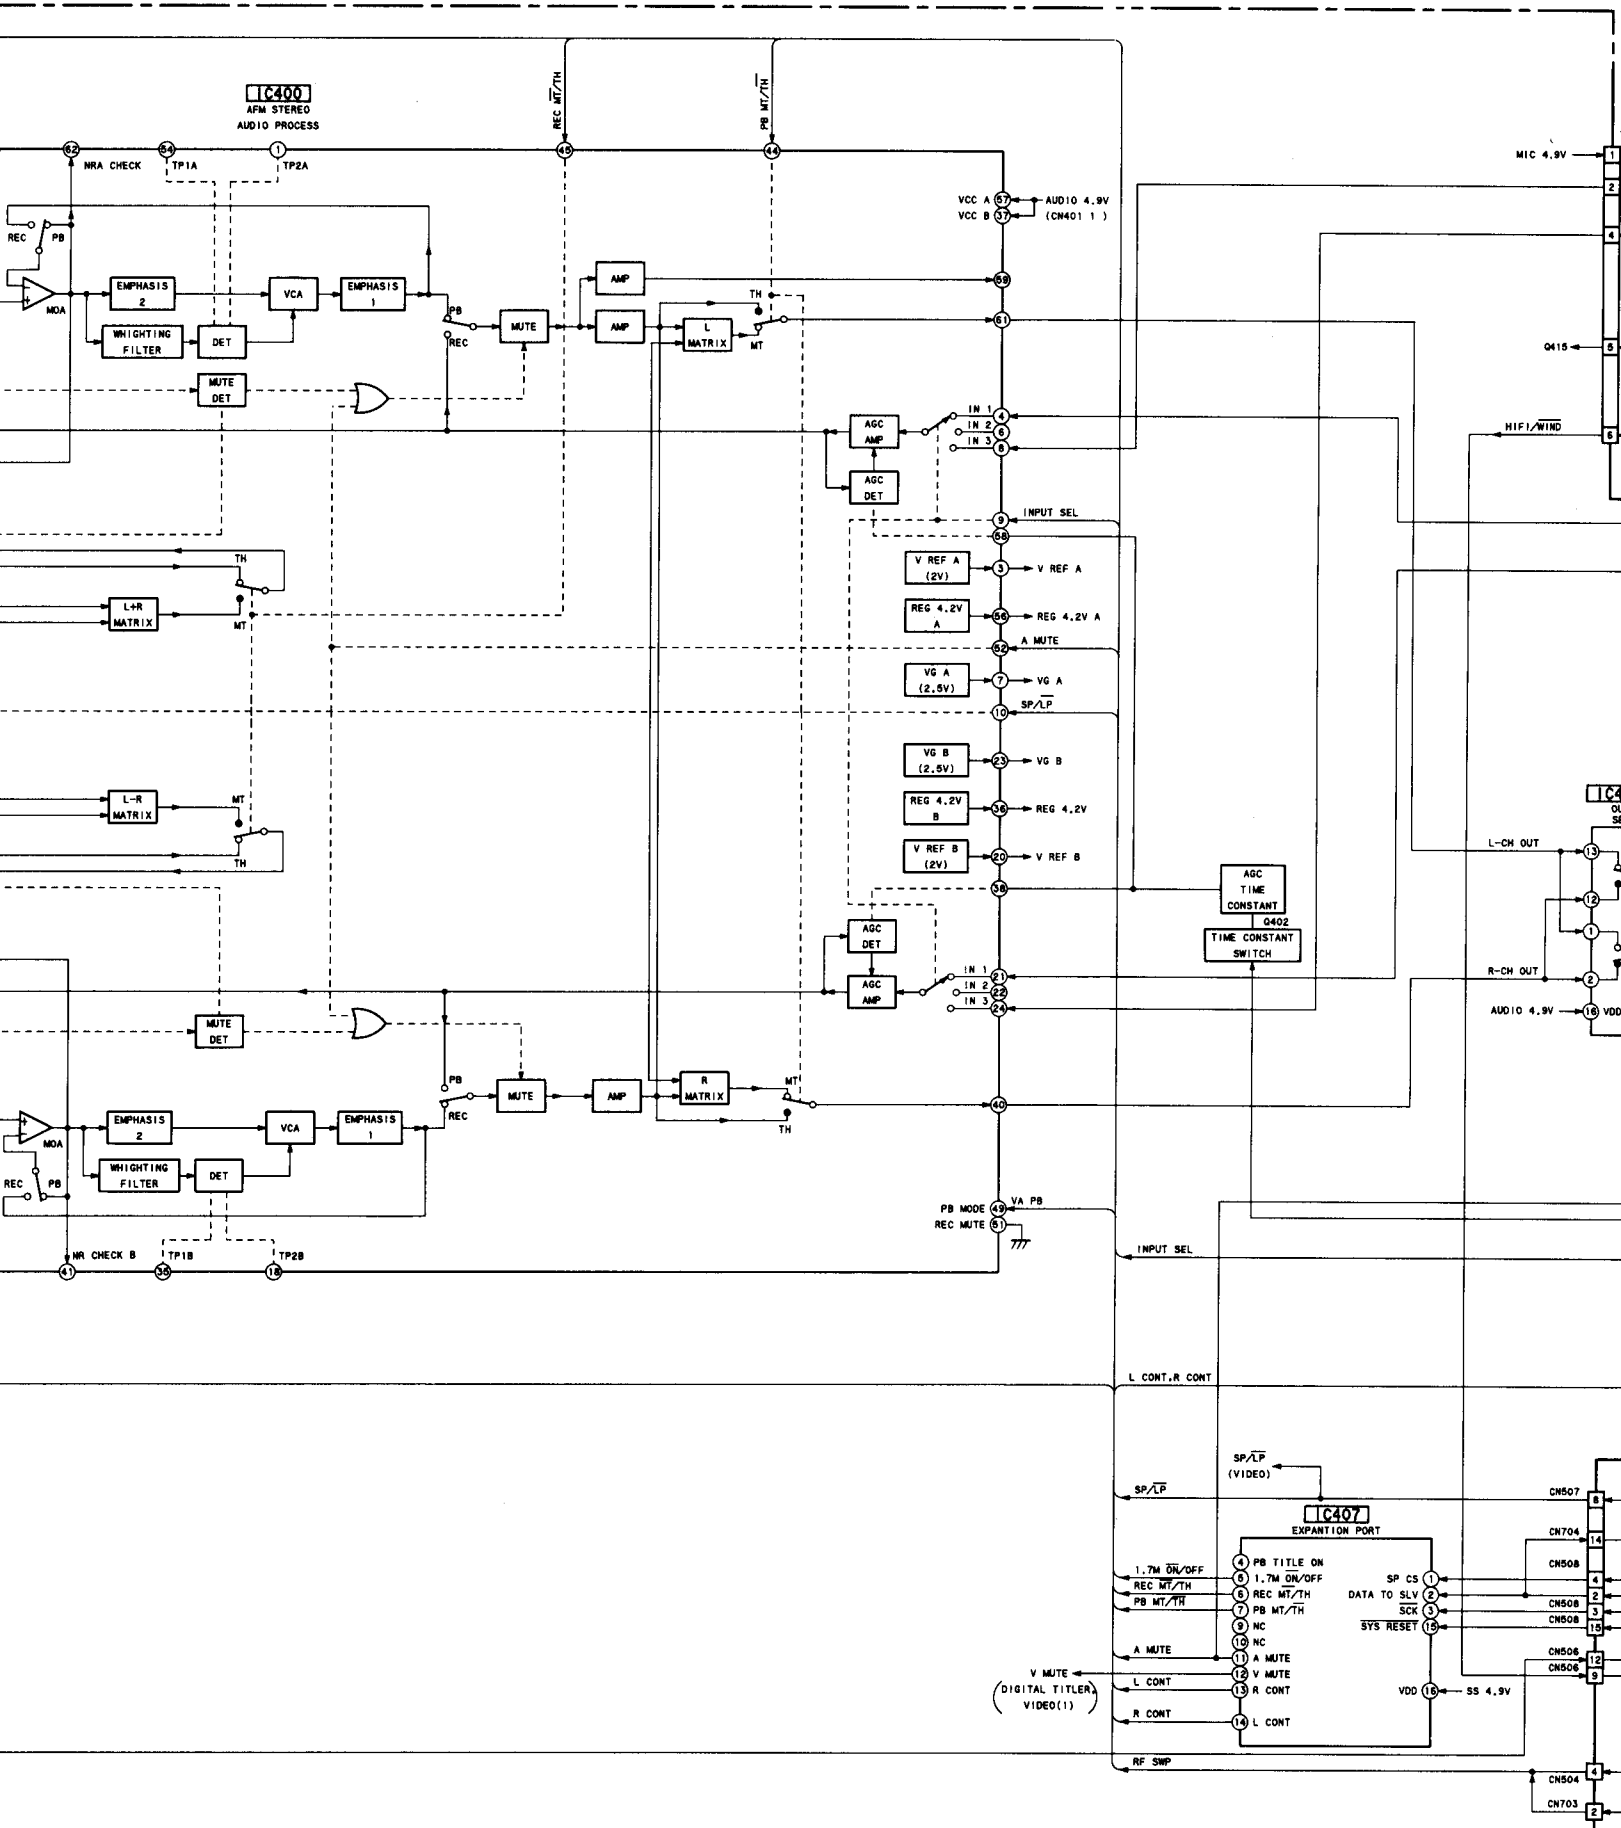 IC400
AFM STEREO
AUDIO PROCESS
REC MT/TH
PB MT/TH
62
NRA CHECK
54
TP1A
1
TP2A
45
44
MIC 4.9V
1
2
4
VCC A 57 AUDIO 4.9V
VCC B 37 (CN401 1 )
REC PB
MOA
EMPHASIS
2
VCA
EMPHASIS
1
WHIGHTING
FILTER
DET
PB
REC
MUTE
AMP
AMP
L
MATRIX
TH
MT
59
61
Q415
5
MUTE
DET
AGC
AMP
AGC
DET
IN 1 4
IN 2 6
IN 3 8
HIFI/WIND
6
9 INPUT SEL
58
TH
MT
L+R
MATRIX
V REF A
(2V)
3 V REF A
REG 4.2V
A
56 REG 4.2V A
52 A MUTE
VG A
(2.5V)
7 VG A
10 SP/LP
VG B
(2.5V)
23 VG B
L-R
MATRIX
MT
TH
REG 4.2V
B
36 REG 4.2V
V REF B
(2V)
20 V REF B
38
IC4
L-CH OUT
13
12
1
R-CH OUT
2
AUDIO 4.9V 16 VDD
AGC
TIME
CONSTANT
Q402
TIME CONSTANT
SWITCH
AGC
DET
AGC
AMP
IN 1 21
IN 2 22
IN 3 24
MUTE
DET
PB
REC
MUTE
AMP
R
MATRIX
MT
TH
40
MOA
REC PB
EMPHASIS
2
VCA
EMPHASIS
1
WHIGHTING
FILTER
DET
PB MODE 49 VA PB
REC MUTE 51
NR CHECK B
41
TP1B
35
TP2B
18
INPUT SEL
L CONT.R CONT
SP/LP
(VIDEO)
SP/LP
CN507 8
IC407
EXPANTION PORT
CN704 14
4 PB TITLE ON
1.7M ON/OFF 5 1.7M ON/OFF
REC MT/TH 6 REC MT/TH
PB MT/TH 7 PB MT/TH
9 NC
10 NC
A MUTE 11 A MUTE
V MUTE 12 V MUTE
(DIGITAL TITLER,
VIDEO(1))
L CONT 13 R CONT
R CONT 14 L CONT
SP CS 1
DATA TO SLV 2
SCK 3
SYS RESET 15
VDD 16 SS 4.9V
CN508 4
2
CN508 3
CN508 15
CN506 12
CN506 9
RF SWP
CN504 4
CN703 2